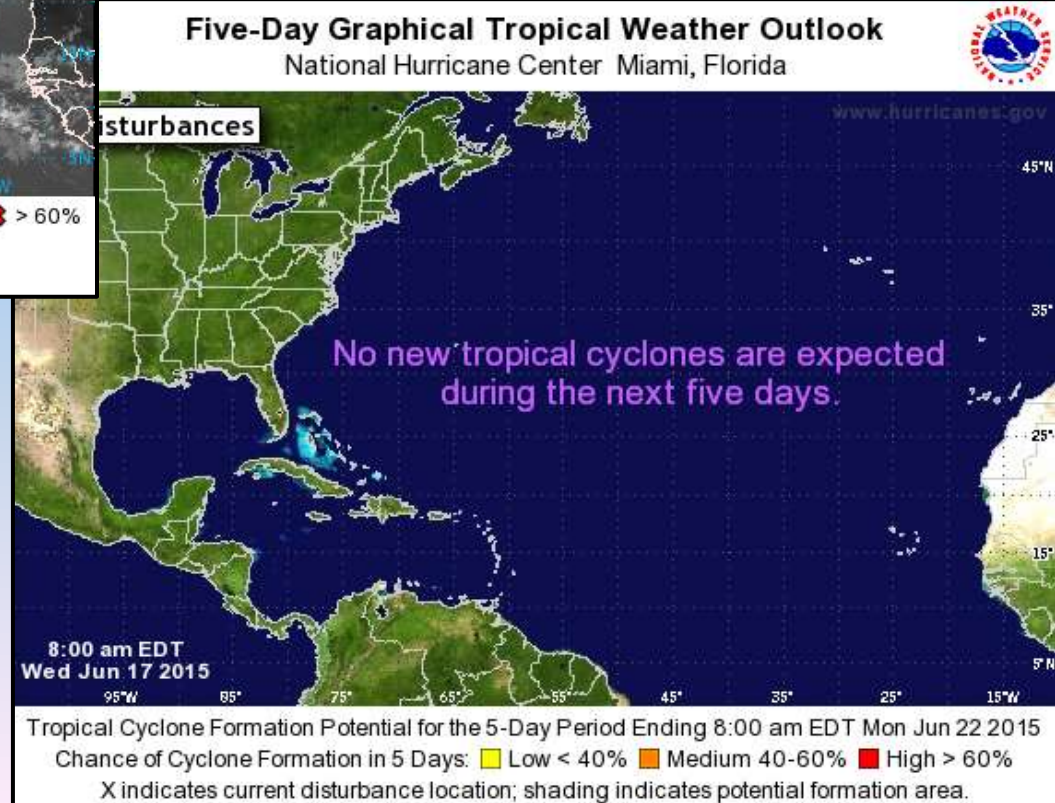 Five-Day Graphical Tropical Weather Outlook
National Hurricane Center Miami, Florida
NATIONAL WEATHER SERVICE
www.hurricanes.gov
isturbances
5N
W
> 60%
45°N
35°
25°
15°
5°N
No new tropical cyclones are expected
during the next five days.
8:00 am EDT
Wed Jun 17 2015
95°W 85° 75° 65° 55° 45° 35° 25° 15°W
Tropical Cyclone Formation Potential for the 5-Day Period Ending 8:00 am EDT Mon Jun 22 2015
Chance of Cyclone Formation in 5 Days: Low < 40% Medium 40-60% High > 60%
X indicates current disturbance location; shading indicates potential formation area.